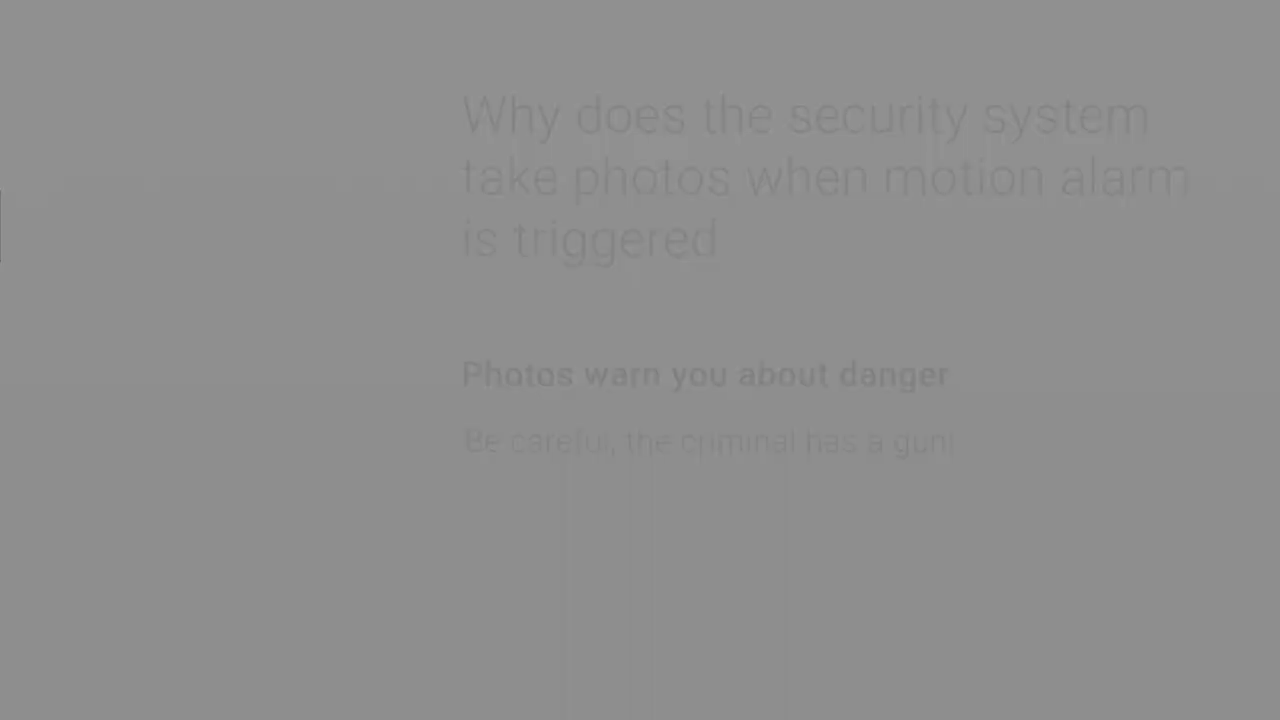 Why does the security system
take photos when motion alarm
is triggered
Photos warn you about danger
Be careful, the criminal has a gun!